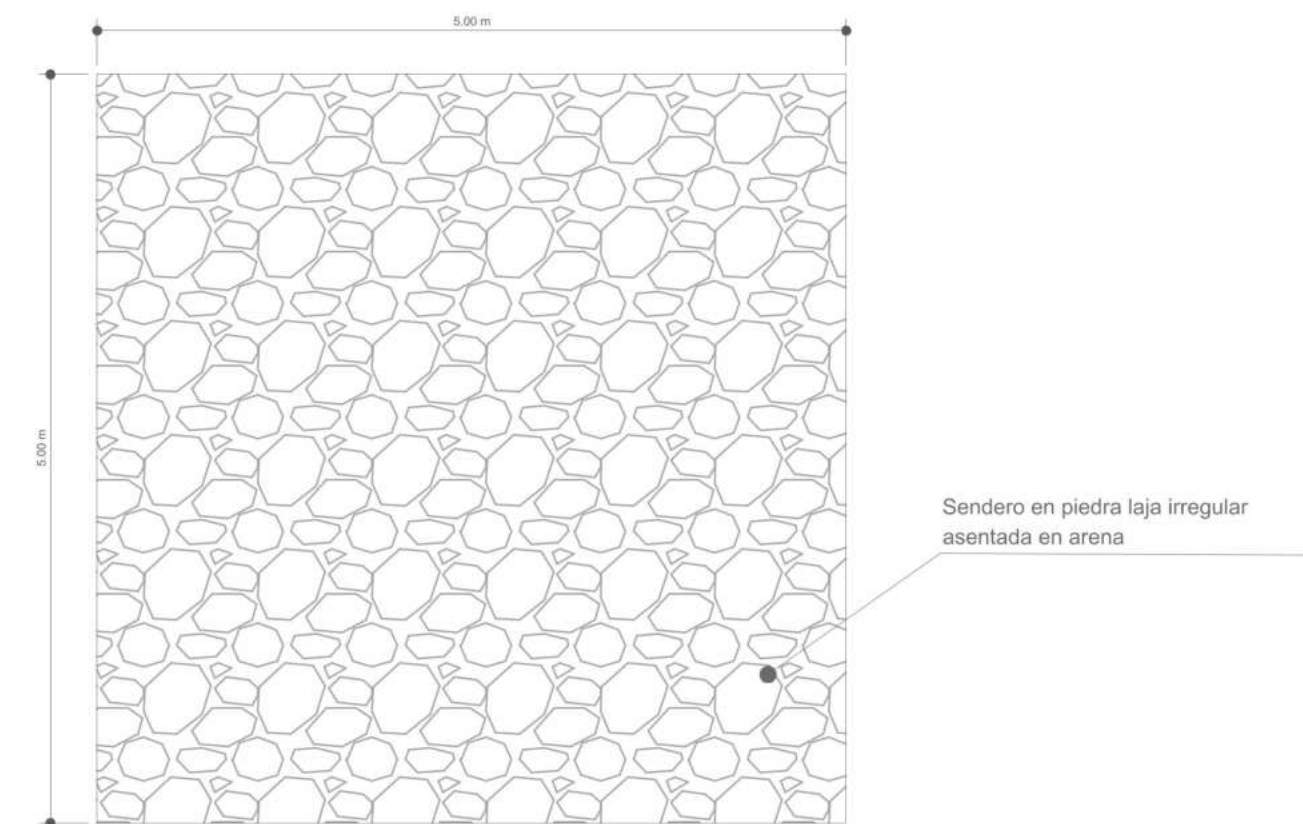 5.00 m
5.00 m
Sendero en piedra laja irregular
asentada en arena